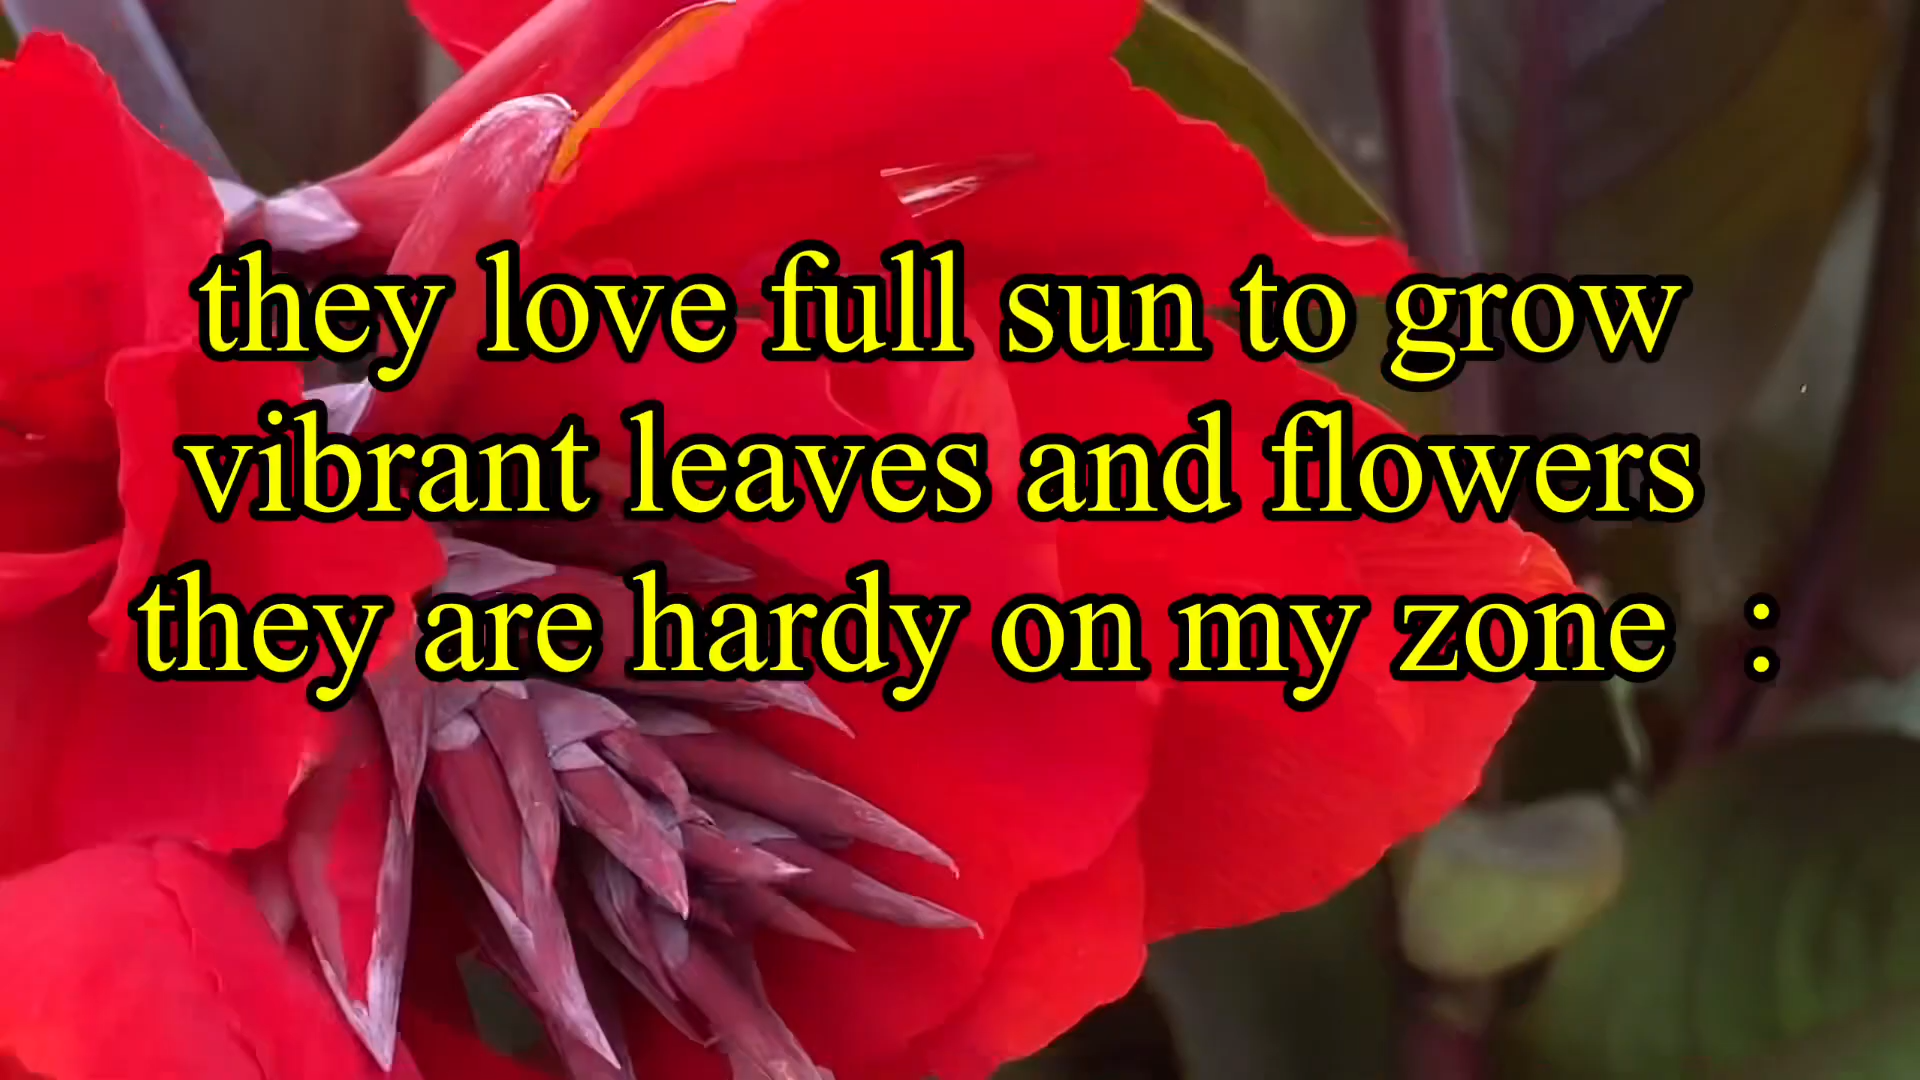 they love full sun to grow
vibrant leaves and flowers
they are hardy on my zone :